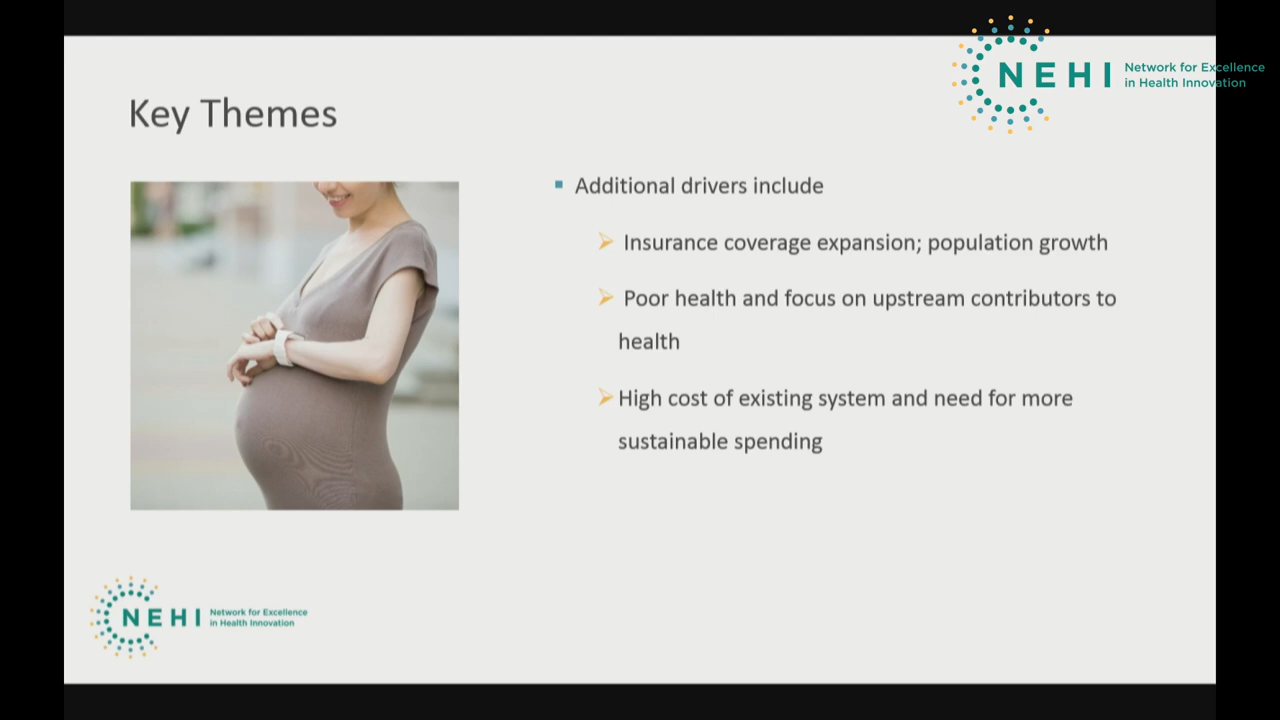 NEHI
Network for Excellence
in Health Innovation
Key Themes
Additional drivers include
Insurance coverage expansion; population growth
Poor health and focus on upstream contributors to
health
High cost of existing system and need for more
sustainable spending
NEHI
Network for Excellence
in Health Innovation